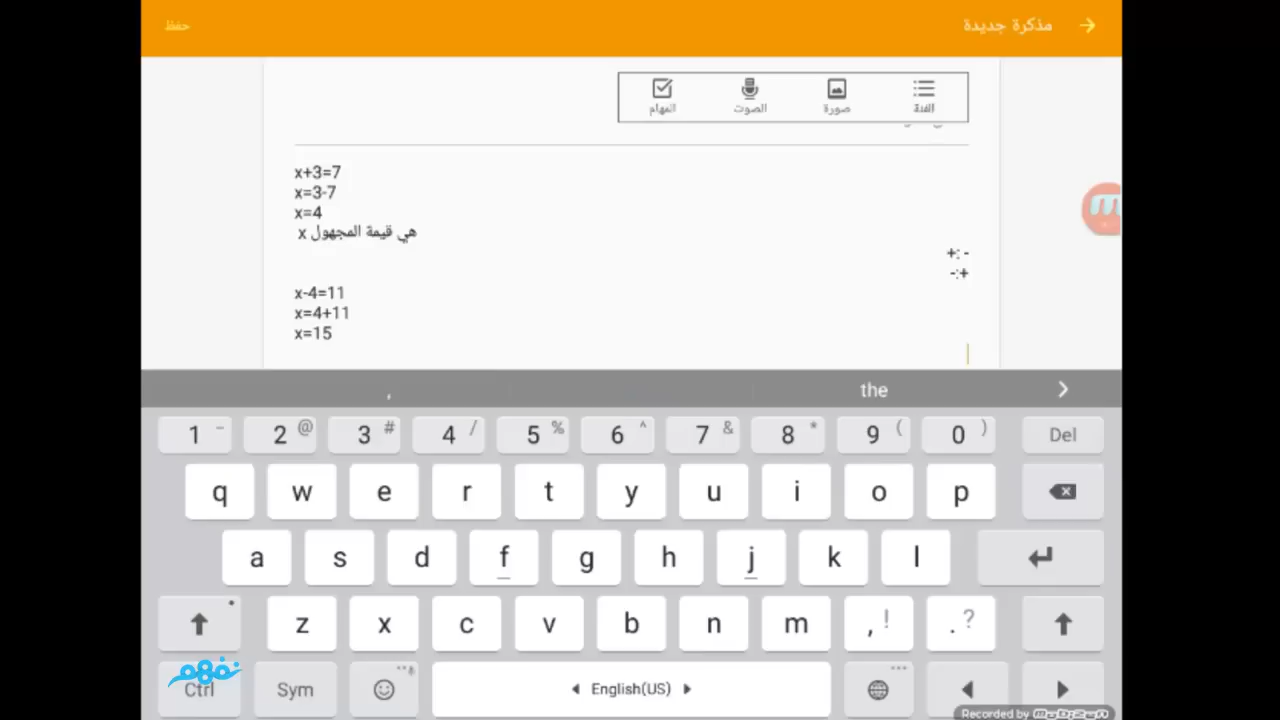 حفظ
مذكرة جديدة
المهام
الصوت
صورة
الفئة
x+3=7
x=3-7
x=4
هي قيمة المجهول x
+: -
-:+
x-4=11
x=4+11
x=15
,
the
1 - 2 @ 3 # 4 / 5 % 6 ^ 7 & 8 * 9 ( 0 ) Del
q w e r t y u i o p
a s d f g h j k l
z x c v b n m , ! . ?
Ctrl Sym English(US)
نفهم
Recorded by MOBIZEN